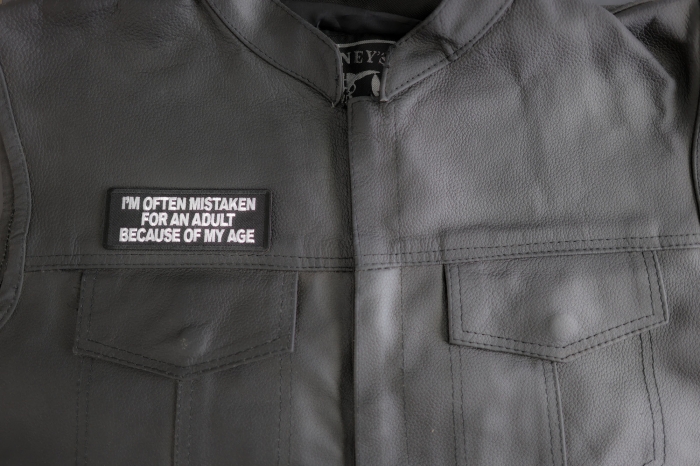 I'M OFTEN MISTAKEN
FOR AN ADULT
BECAUSE OF MY AGE